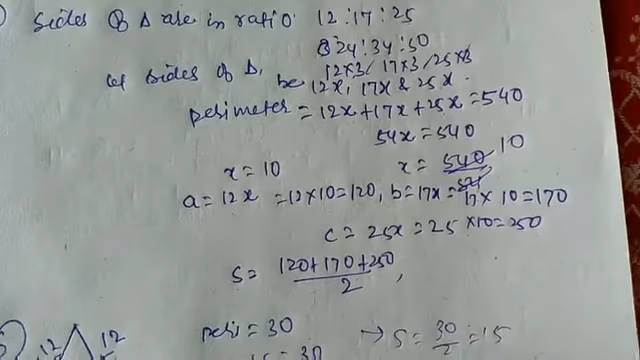 Sides of Δ are in ratio: 12:17:25
24:34:50
12×3/17×3/25×3
let sides of Δ, be 12x, 17x & 25x.
perimeter = 12x+17x+25x = 540
54x = 540
x = 10 x = 540/54 10
a = 12x = 12×10=120, b = 17x = 17×10 = 170
c = 25x = 25×10=250
S = (120+170+250)/2,
12 peri = 30 → S = 30/2 = 15
12
= 30